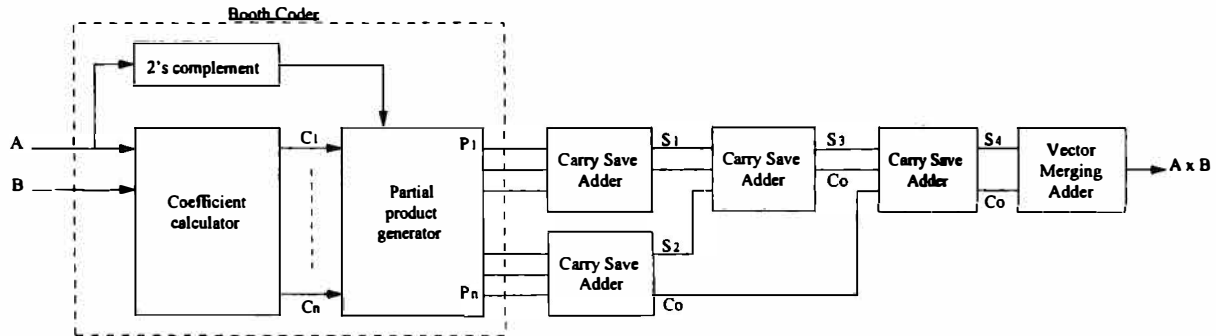 Booth Coder
2's complement
A
B
Coefficient
calculator
C1
Cn
Partial
product
generator
P1
Pn
Carry Save
Adder
S1
Carry Save
Adder
S2
Co
Carry Save
Adder
S3
Co
Carry Save
Adder
S4
Co
Vector
Merging
Adder
A x B